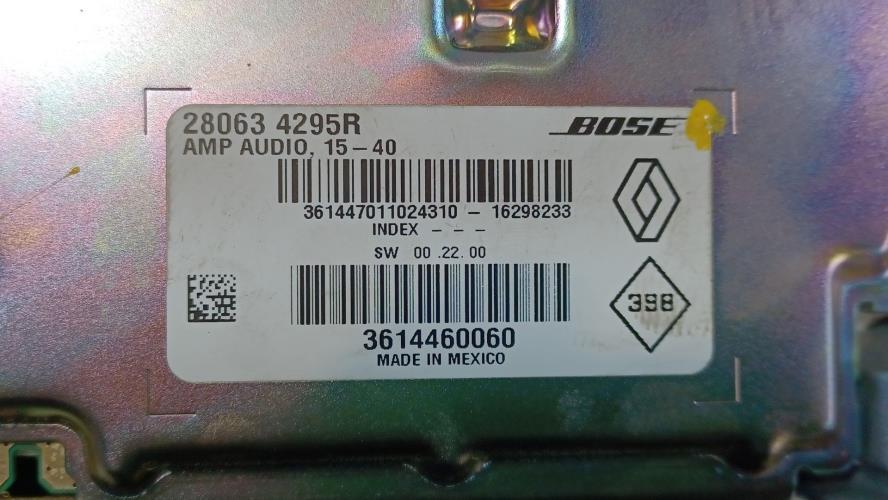 28063 4295R
BOSE
AMP AUDIO, 15-40
361447011024310 - 16298233
INDEX - - -
SW 00 .22. 00
398
3614460060
MADE IN MEXICO